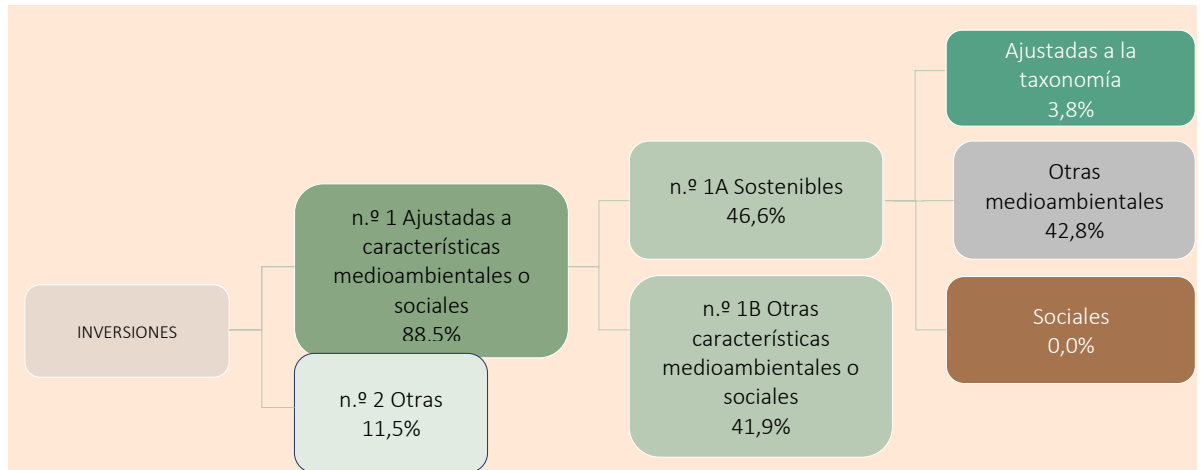 INVERSIONES
n.º 1 Ajustadas a
características
medioambientales o
sociales
88,5%
n.º 2 Otras
11,5%
n.º 1A Sostenibles
46,6%
n.º 1B Otras
características
medioambientales o
sociales
41,9%
Ajustadas a la
taxonomía
3,8%
Otras
medioambientales
42,8%
Sociales
0,0%